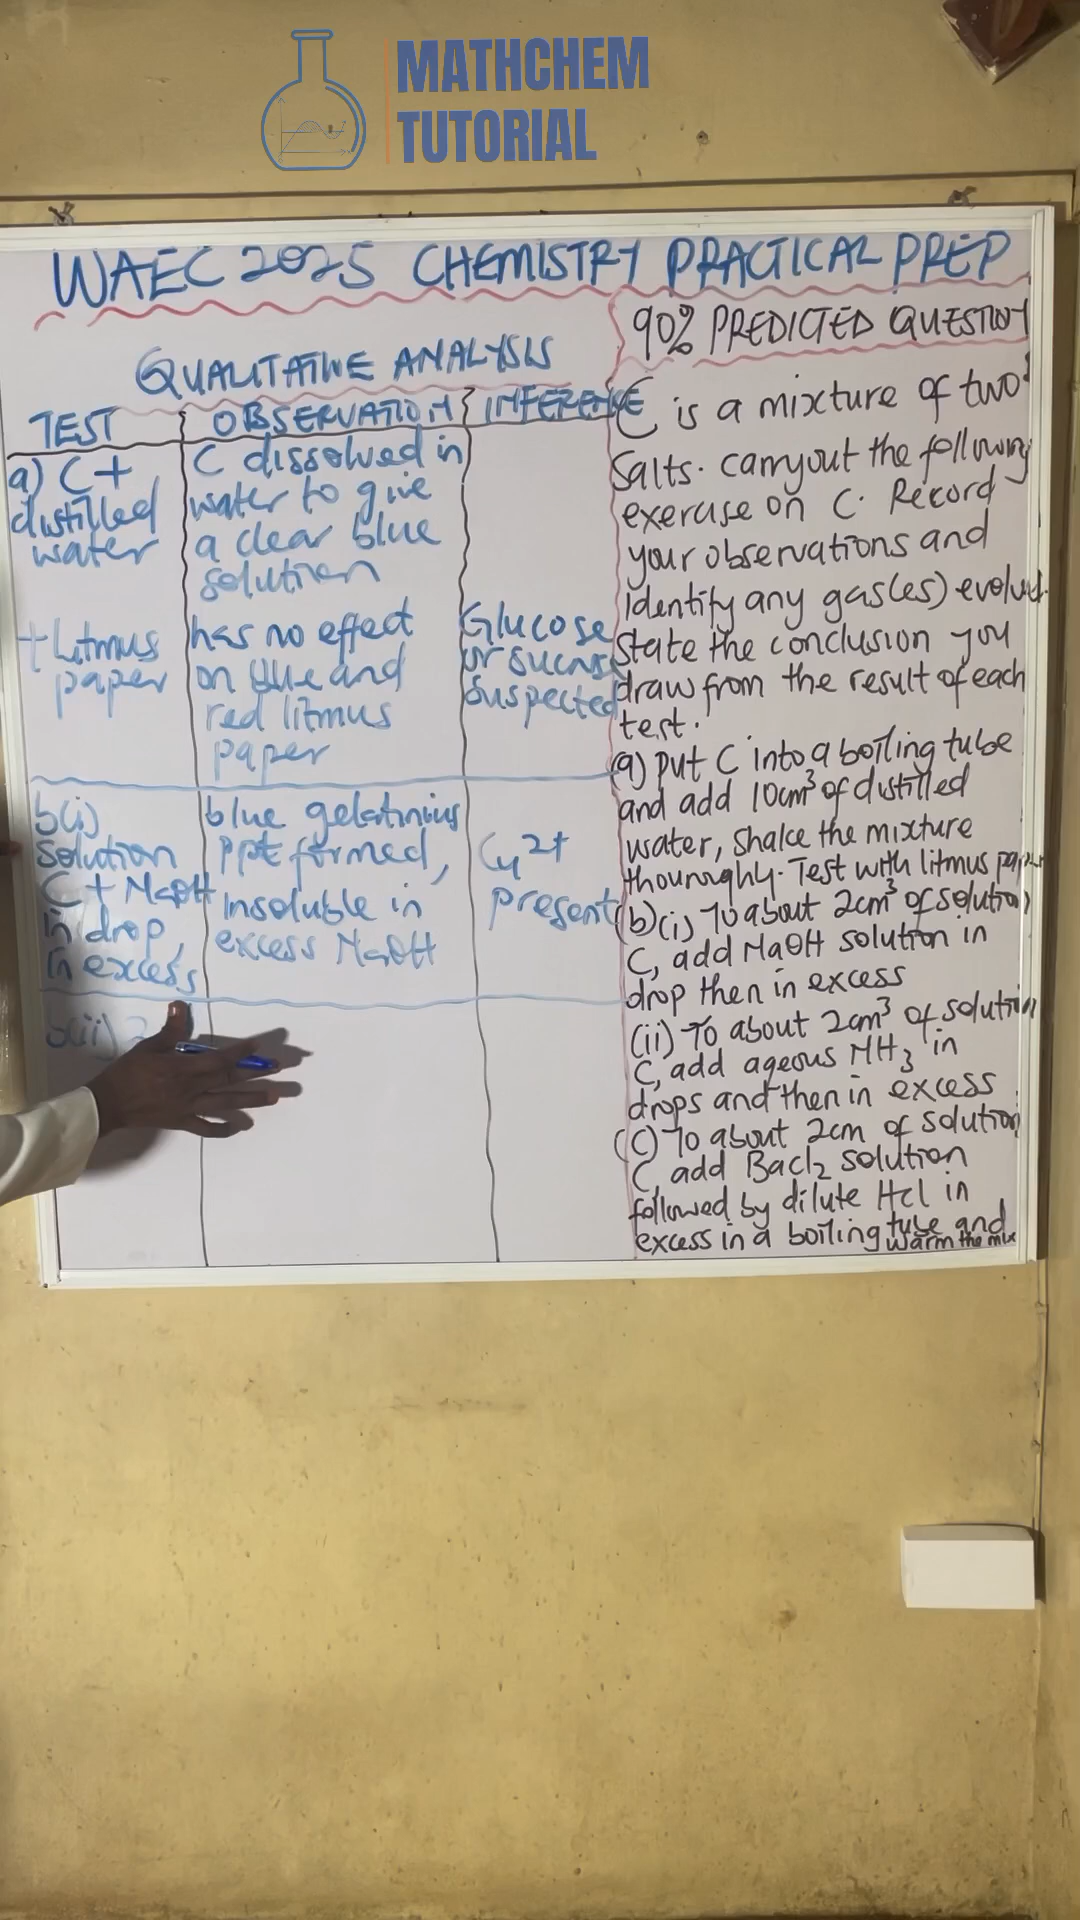 MATHCHEM
TUTORIAL
WAEC 2025 CHEMISTRY PRACTICAL PREP
QUALITATIVE ANALYSIS
TEST
OBSERVATION
INFERENCE
a) C +
distilled
water
C dissolved in
water to give
a clear blue
solution
+ Litmus
paper
has no effect
on blue and
red litmus
paper
Glucose
or
suspected
b(i)
solution
C + NaOH
In drop,
In excess
blue gelatinius
ppt formed,
insoluble in
excess NaOH
Cu2+
present
b(ii)
90% PREDICTED QUESTION
C is a mixture of two
salts. carryout the following
exercise on C. Record
your observations and
identify any gas(es) evolved.
state the conclusion you
draw from the result of each
test.
(a) put C into a boiling tube
and add 10cm³ of distilled
water, shake the mixture
thouroughly. Test with litmus paper
(b)(i) To about 2cm³ of solution
C, add NaOH solution in
drop then in excess
(ii) To about 2cm³ of solution
C, add aqeous NH3 in
drops and then in excess
(C) To about 2cm of solution
C, add Bacl2 solution
followed by dilute Hcl in
excess in a boiling tube and
warm the mix